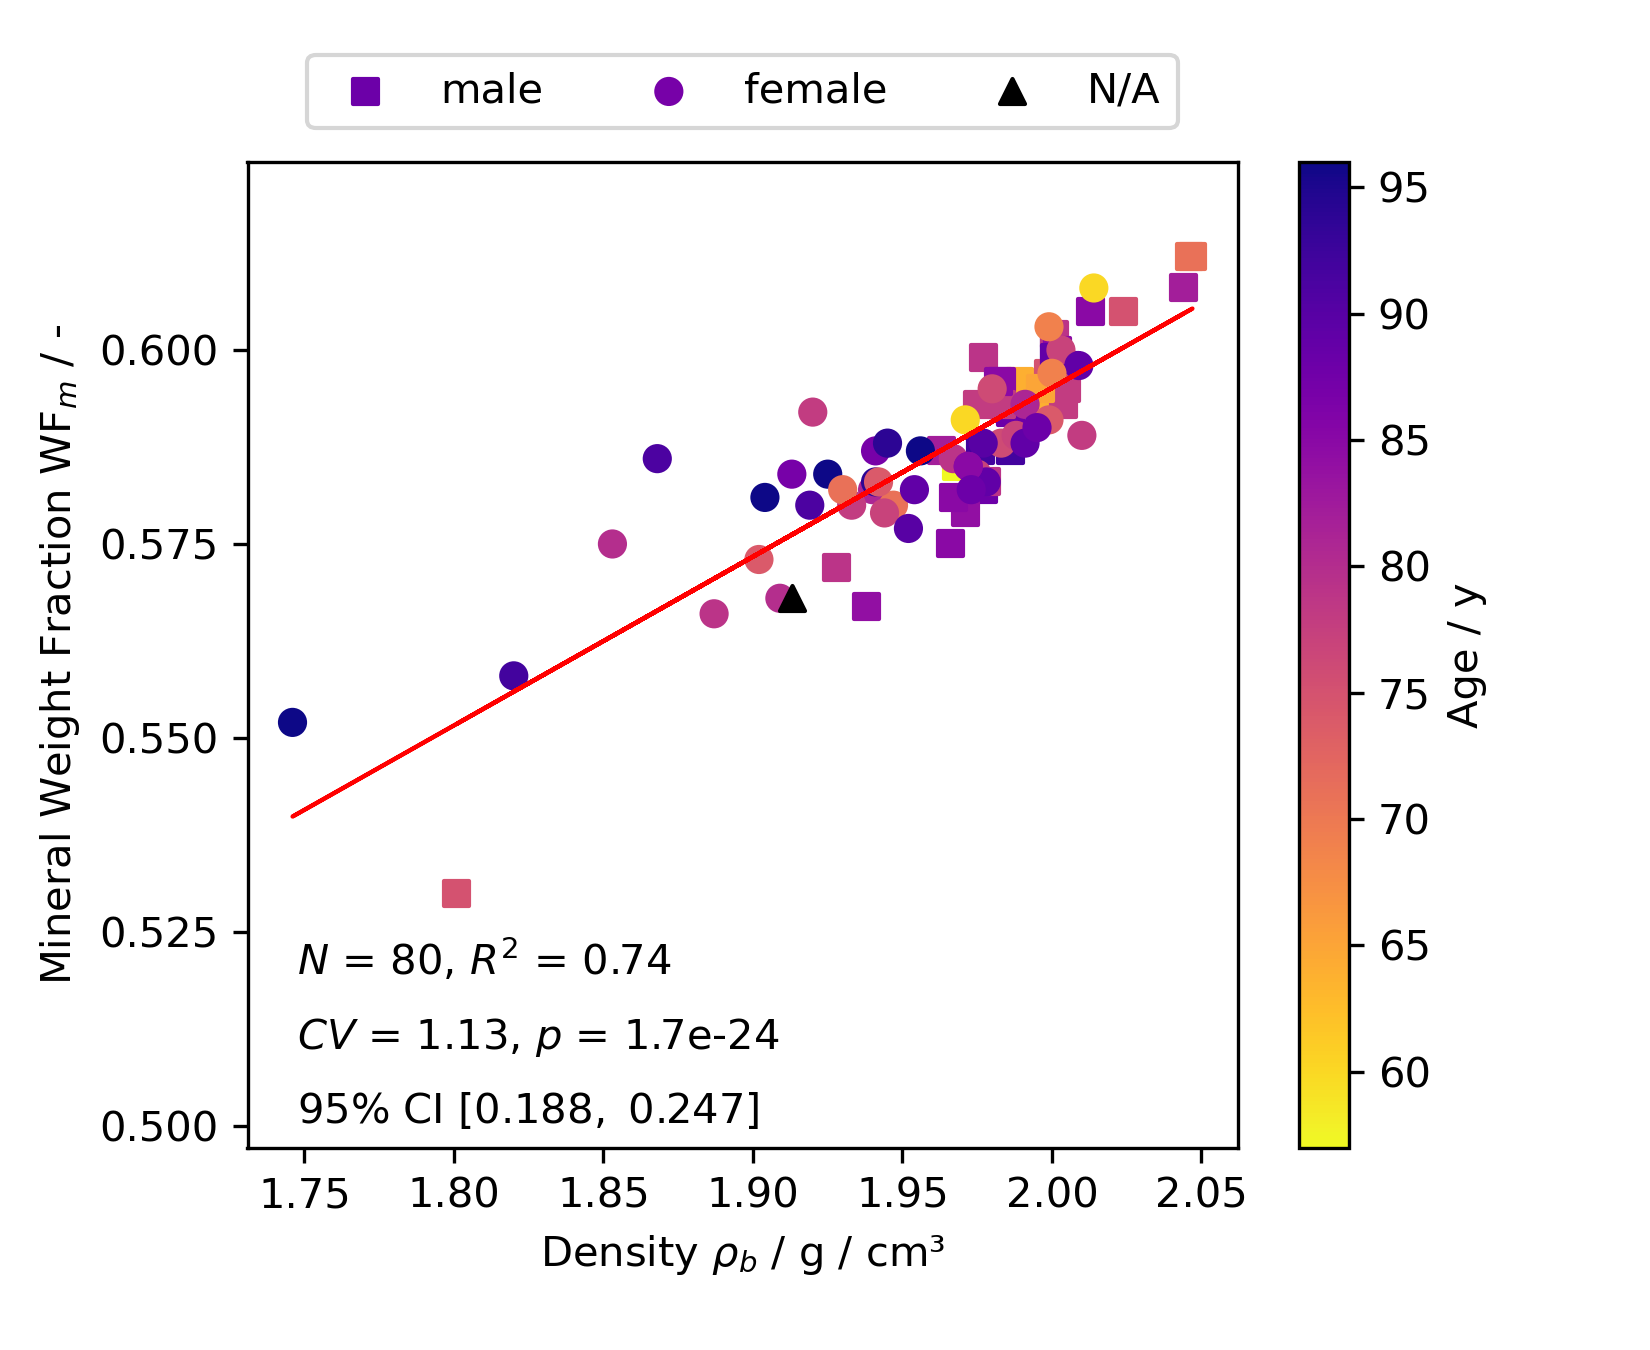 male female N/A
0.600
0.575
0.550
0.525
0.500
Mineral Weight Fraction WFm / -
N = 80, R² = 0.74
CV = 1.13, p = 1.7e-24
95% CI [0.188, 0.247]
1.75 1.80 1.85 1.90 1.95 2.00 2.05
Density ρb / g / cm³
95
90
85
80
75
70
65
60
Age / y